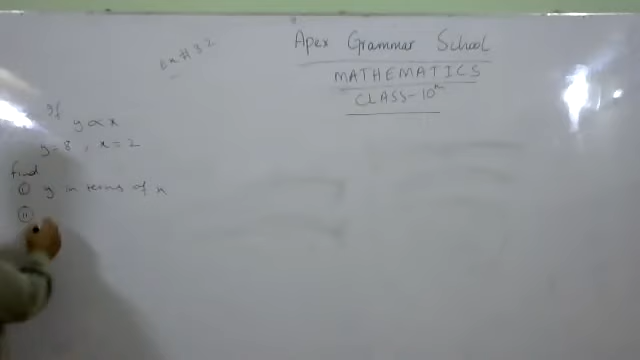 Apex Grammar School
MATHEMATICS
CLASS-10th
ex # 3.2
If
y ∝ x
y = 8, x = 2
find
(i) y in terms of x
(ii)